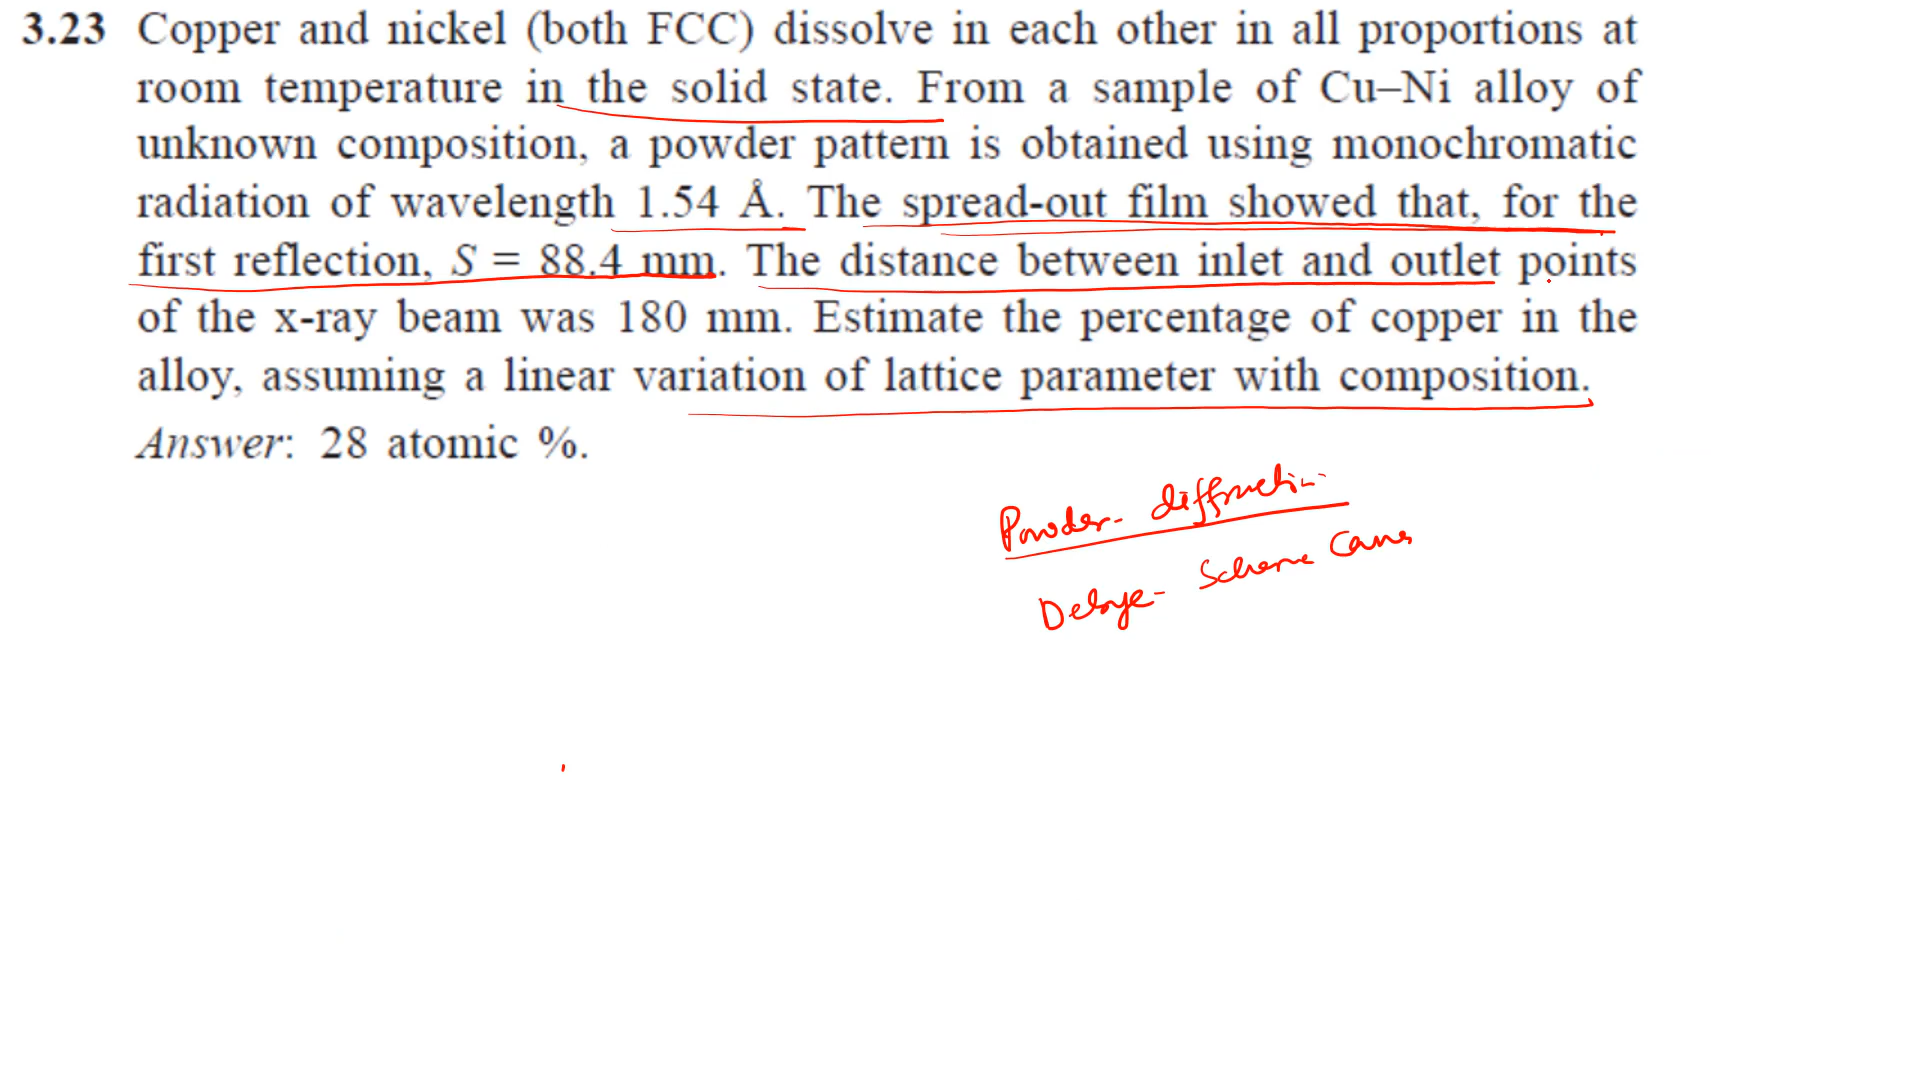 3.23 Copper and nickel (both FCC) dissolve in each other in all proportions at
room temperature in the solid state. From a sample of Cu–Ni alloy of
unknown composition, a powder pattern is obtained using monochromatic
radiation of wavelength 1.54 Å. The spread-out film showed that, for the
first reflection, S = 88.4 mm. The distance between inlet and outlet points
of the x-ray beam was 180 mm. Estimate the percentage of copper in the
alloy, assuming a linear variation of lattice parameter with composition.
Answer: 28 atomic %.
Powder-
Debye-